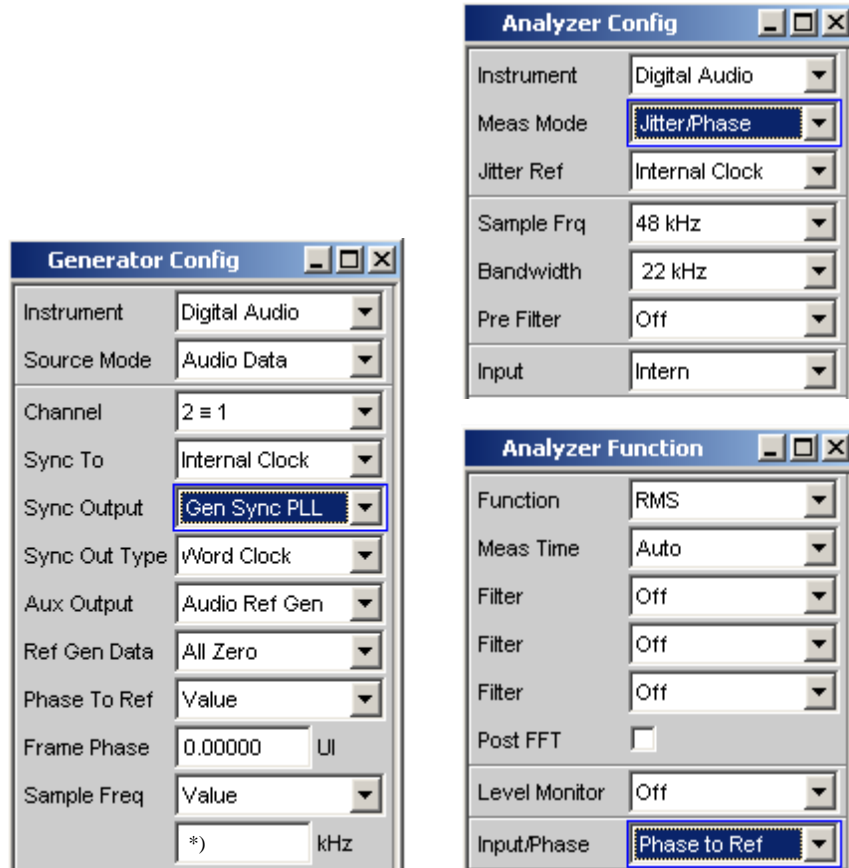 Analyzer Config
Instrument Digital Audio
Meas Mode Jitter/Phase
Jitter Ref Internal Clock
Sample Frq 48 kHz
Bandwidth 22 kHz
Pre Filter Off
Input Intern
Generator Config
Instrument Digital Audio
Source Mode Audio Data
Channel 2 ≡ 1
Sync To Internal Clock
Sync Output Gen Sync PLL
Sync Out Type Word Clock
Aux Output Audio Ref Gen
Ref Gen Data All Zero
Phase To Ref Value
Frame Phase 0.00000 UI
Sample Freq Value
*) kHz
Analyzer Function
Function RMS
Meas Time Auto
Filter Off
Filter Off
Filter Off
Post FFT
Level Monitor Off
Input/Phase Phase to Ref